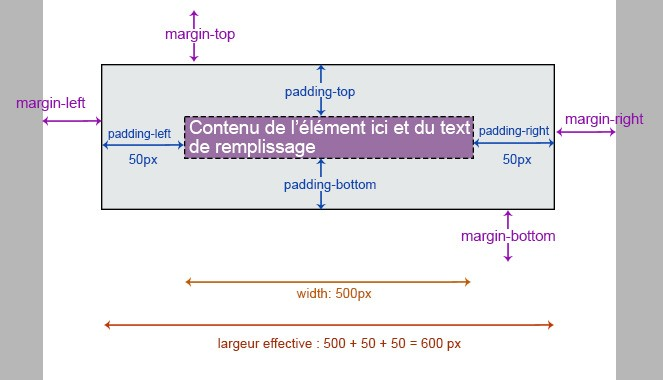 margin-top
padding-top
margin-left
margin-right
padding-left
50px
Contenu de l'élément ici et du text
de remplissage
padding-right
50px
padding-bottom
margin-bottom
width: 500px
largeur effective : 500 + 50 + 50 = 600 px